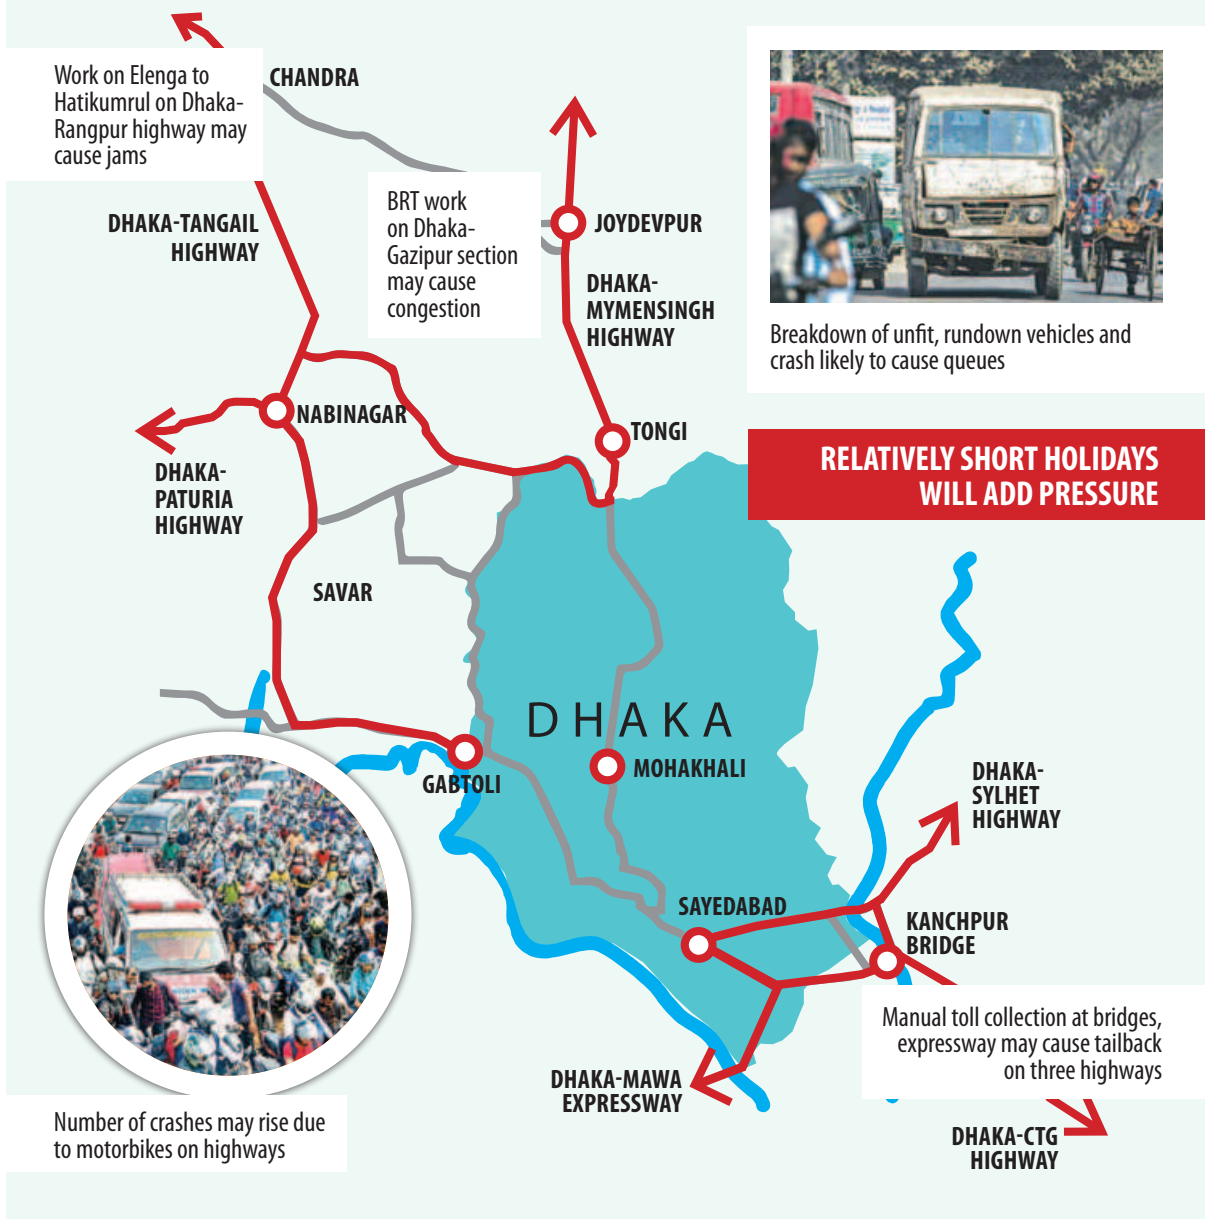 Work on Elenga to
Hatikumrul on Dhaka-
Rangpur highway may
cause jams
CHANDRA
BRT work
on Dhaka-
Gazipur section
may cause
congestion
JOYDEVPUR
DHAKA-TANGAIL
HIGHWAY
DHAKA-
MYMENSINGH
HIGHWAY
Breakdown of unfit, rundown vehicles and
crash likely to cause queues
NABINAGAR
TONGI
RELATIVELY SHORT HOLIDAYS
WILL ADD PRESSURE
DHAKA-
PATURIA
HIGHWAY
SAVAR
DHAKA
MOHAKHALI
GABTOLI
DHAKA-
SYLHET
HIGHWAY
SAYEDABAD
KANCHPUR
BRIDGE
Manual toll collection at bridges,
expressway may cause tailback
on three highways
DHAKA-MAWA
EXPRESSWAY
Number of crashes may rise due
to motorbikes on highways
DHAKA-CTG
HIGHWAY